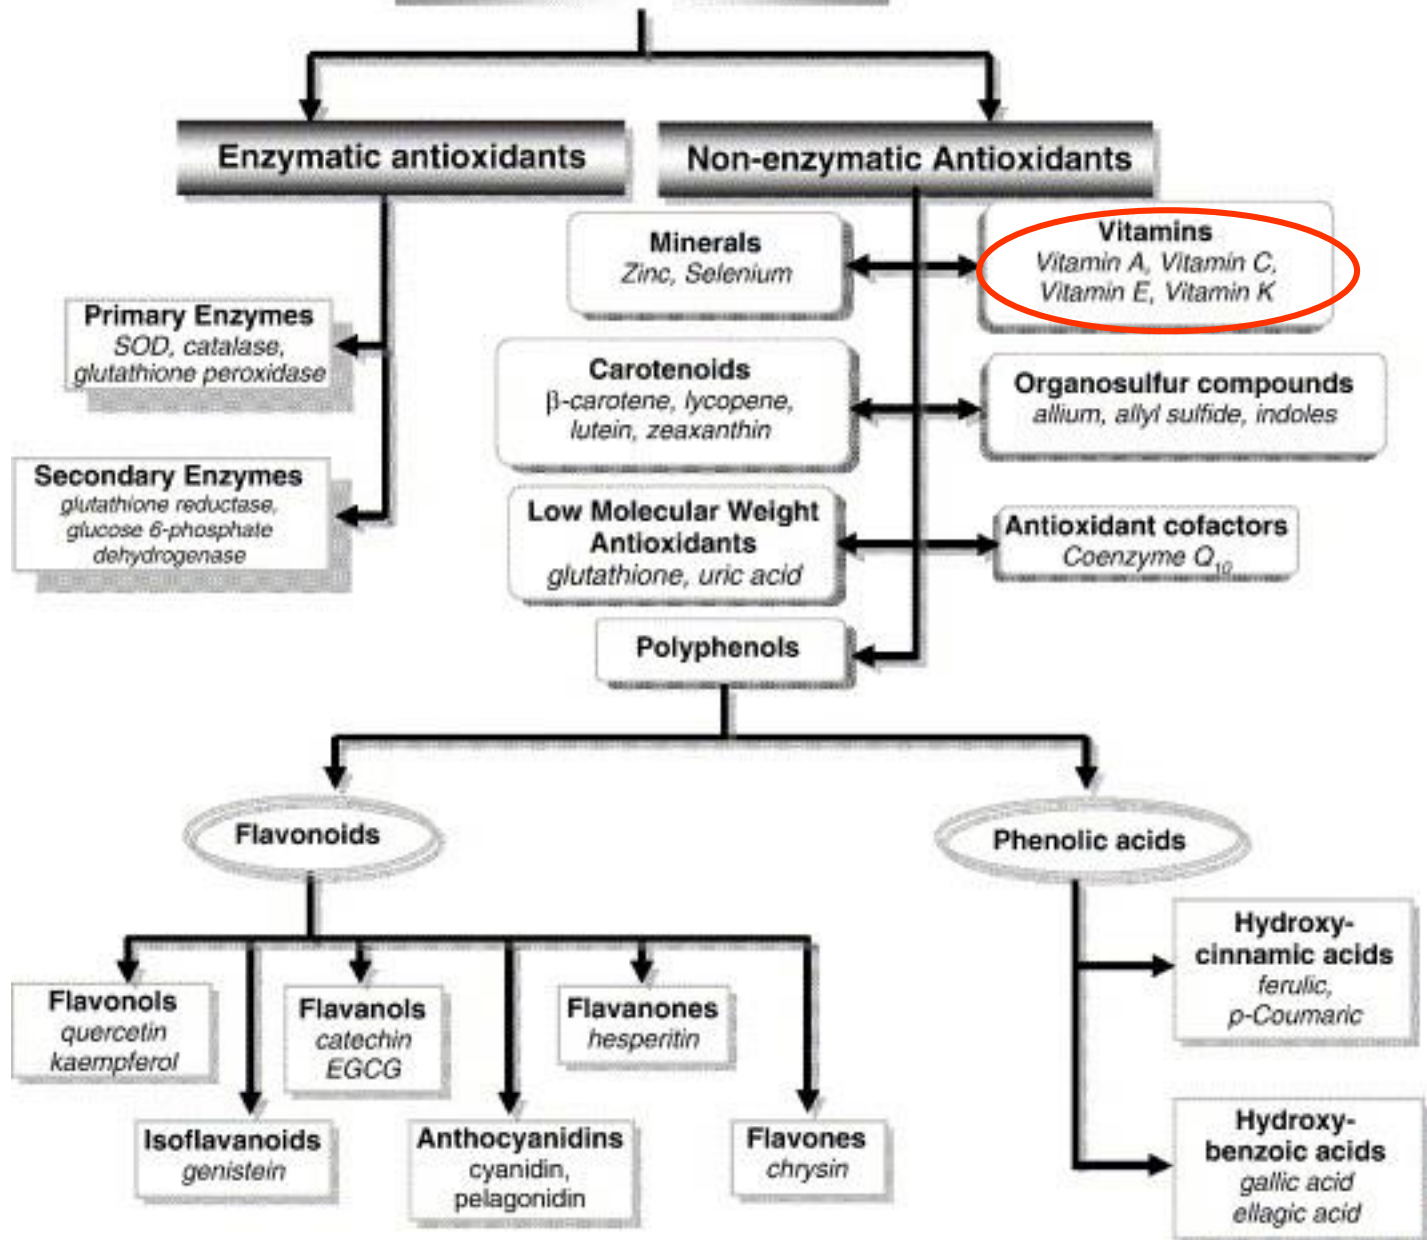 Enzymatic antioxidants
Non-enzymatic Antioxidants
Minerals
Zinc, Selenium
Vitamins
Vitamin A, Vitamin C,
Vitamin E, Vitamin K
Primary Enzymes
SOD, catalase,
glutathione peroxidase
Carotenoids
β-carotene, lycopene,
lutein, zeaxanthin
Organosulfur compounds
allium, allyl sulfide, indoles
Secondary Enzymes
glutathione reductase,
glucose 6-phosphate
dehydrogenase
Low Molecular Weight
Antioxidants
glutathione, uric acid
Antioxidant cofactors
Coenzyme Q10
Polyphenols
Flavonoids
Phenolic acids
Flavonols
quercetin
kaempferol
Flavanols
catechin
EGCG
Flavanones
hesperitin
Isoflavanoids
genistein
Anthocyanidins
cyanidin,
pelagonidin
Flavones
chrysin
Hydroxy-
cinnamic acids
ferulic,
p-Coumaric
Hydroxy-
benzoic acids
gallic acid
ellagic acid